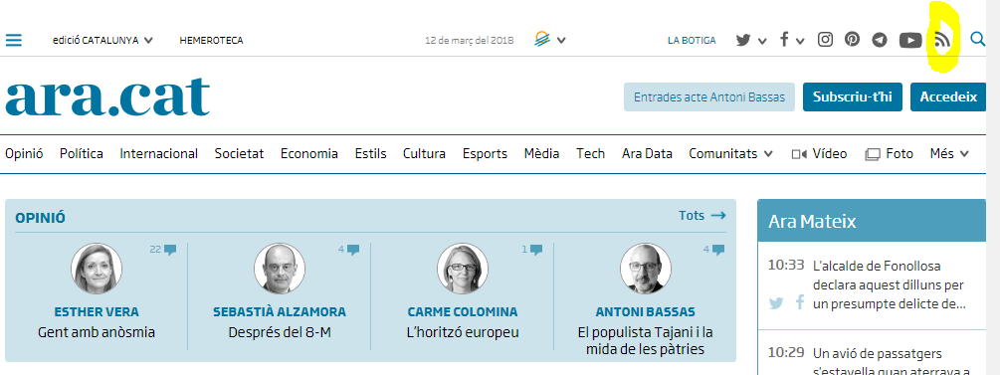 edició CATALUNYA
HEMEROTECA
12 de març del 2018
LA BOTIGA
ara.cat
Entrades acte Antoni Bassas
Subscriu-t'hi
Accedeix
Opinió Política Internacional Societat Economia Estils Cultura Esports Mèdia Tech Ara Data Comunitats Vídeo Foto Més
OPINIÓ
Tots
22
ESTHER VERA
Gent amb anòsmia
4
SEBASTIÀ ALZAMORA
Després del 8-M
1
CARME COLOMINA
L'horitzó europeu
4
ANTONI BASSAS
El populista Tajani i la
mida de les pàtries
Ara Mateix
10:33 L'alcalde de Fonollosa
declara aquest dilluns per
un presumpte delicte de...
10:29 Un avió de passatgers
s'estavella quan aterrava a